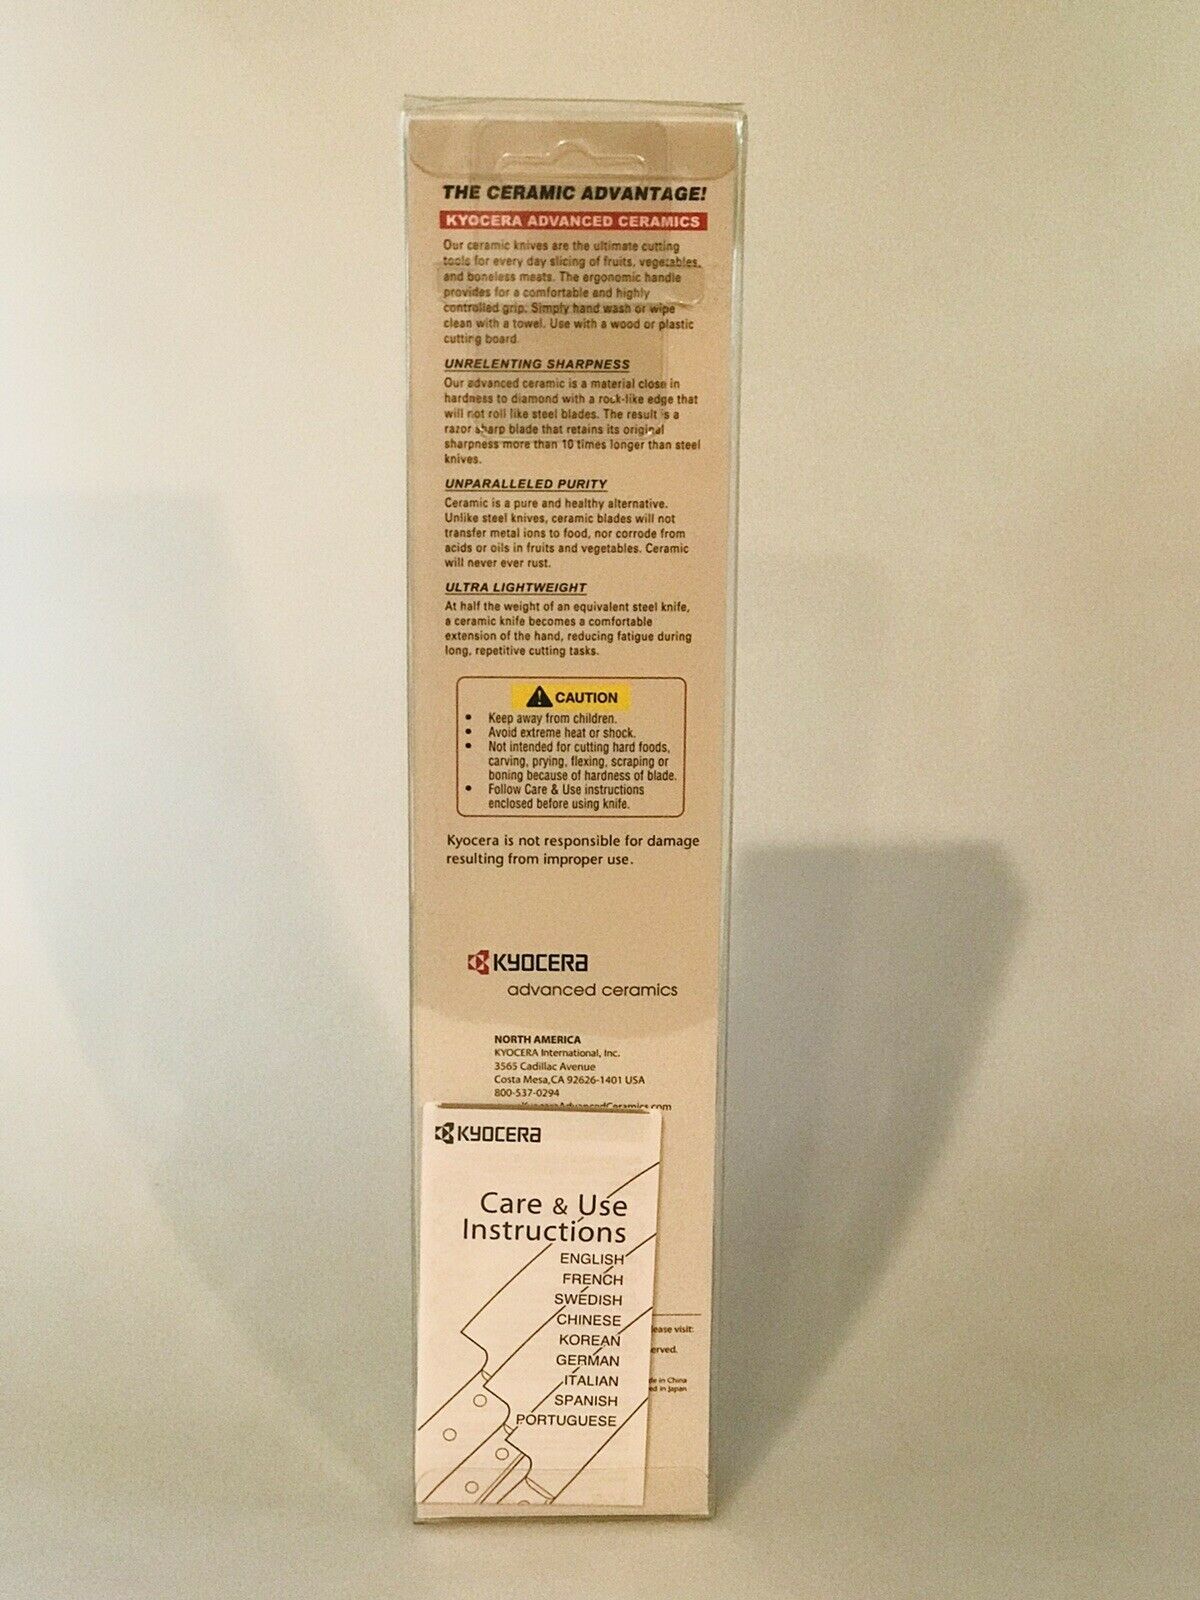 THE CERAMIC ADVANTAGE!
KYOCERA ADVANCED CERAMICS
Our ceramic knives are the ultimate cutting
tools for every day slicing of fruits, vegetables,
and boneless meats. The ergonomic handle
provides for a comfortable and highly
controlled grip. Simply hand wash or wipe
clean with a towel. Use with a wood or plastic
cutting board.
UNRELENTING SHARPNESS
Our advanced ceramic is a material close in
hardness to diamond with a rock-like edge that
will not roll like steel blades. The result is a
razor sharp blade that retains its original
sharpness more than 10 times longer than steel
knives.
UNPARALLELED PURITY
Ceramic is a pure and healthy alternative.
Unlike steel knives, ceramic blades will not
transfer metal ions to food, nor corrode from
acids or oils in fruits and vegetables. Ceramic
will never ever rust.
ULTRA LIGHTWEIGHT
At half the weight of an equivalent steel knife,
a ceramic knife becomes a comfortable
extension of the hand, reducing fatigue during
long, repetitive cutting tasks.
CAUTION
• Keep away from children.
• Avoid extreme heat or shock.
• Not intended for cutting hard foods,
carving, prying, flexing, scraping or
boning because of hardness of blade.
• Follow Care & Use instructions
enclosed before using knife.
Kyocera is not responsible for damage
resulting from improper use.
KYOCERA
advanced ceramics
NORTH AMERICA
KYOCERA International, Inc.
3565 Cadillac Avenue
Costa Mesa,CA 92626-1401 USA
800-537-0294
KyoceraAdvancedCeramics.com
KYOCERA
Care & Use
Instructions
ENGLISH
FRENCH
SWEDISH
CHINESE
KOREAN
GERMAN
ITALIAN
SPANISH
PORTUGUESE
lease visit:
erved.
de in China
ed in Japan